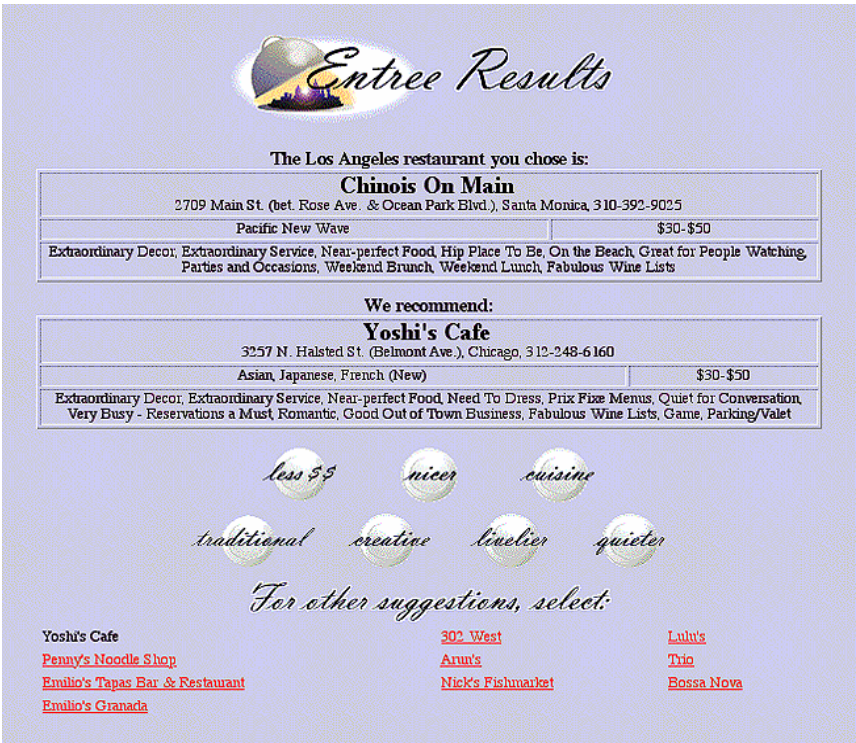 Entree Results
The Los Angeles restaurant you chose is:
Chinois On Main
2709 Main St. (bet. Rose Ave. & Ocean Park Blvd.), Santa Monica, 310-392-9025
Pacific New Wave
$30-$50
Extraordinary Decor, Extraordinary Service, Near-perfect Food, Hip Place To Be, On the Beach, Great for People Watching,
Parties and Occasions, Weekend Brunch, Weekend Lunch, Fabulous Wine Lists
We recommend:
Yoshi's Cafe
3257 N. Halsted St. (Belmont Ave.), Chicago, 312-248-6160
Asian, Japanese, French (New)
$30-$50
Extraordinary Decor, Extraordinary Service, Near-perfect Food, Need To Dress, Prix Fixe Menus, Quiet for Conversation,
Very Busy - Reservations a Must, Romantic, Good Out of Town Business, Fabulous Wine Lists, Game, Parking/Valet
less $$
nicer
cuisine
traditional
creative
livelier
quieter
For other suggestions, select:
Yoshi's Cafe
302 West
Lulu's
Penny's Noodle Shop
Arun's
Trio
Emilio's Tapas Bar & Restaurant
Nick's Fishmarket
Bossa Nova
Emilio's Granada